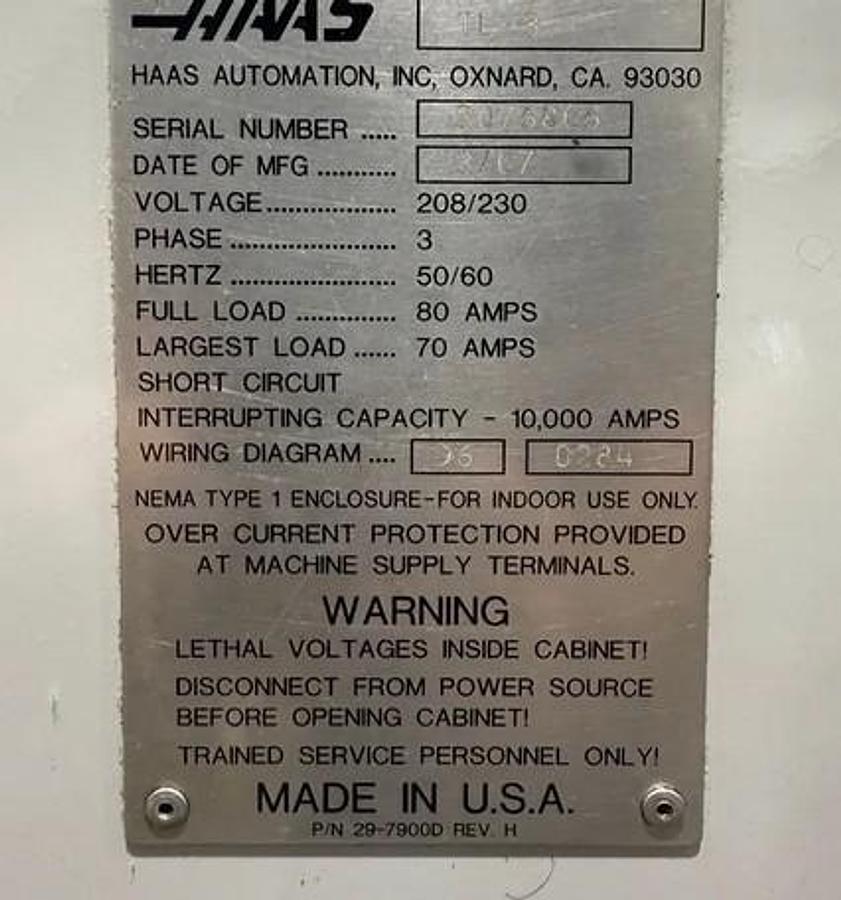 HAAS
HAAS AUTOMATION, INC, OXNARD, CA. 93030
SERIAL NUMBER .....
DATE OF MFG ...........
VOLTAGE.................. 208/230
PHASE ....................... 3
HERTZ ....................... 50/60
FULL LOAD .............. 80 AMPS
LARGEST LOAD ...... 70 AMPS
SHORT CIRCUIT
INTERRUPTING CAPACITY - 10,000 AMPS
WIRING DIAGRAM ....
NEMA TYPE 1 ENCLOSURE-FOR INDOOR USE ONLY.
OVER CURRENT PROTECTION PROVIDED
AT MACHINE SUPPLY TERMINALS.
WARNING
LETHAL VOLTAGES INSIDE CABINET!
DISCONNECT FROM POWER SOURCE
BEFORE OPENING CABINET!
TRAINED SERVICE PERSONNEL ONLY!
MADE IN U.S.A.
P/N 29-7900D REV. H